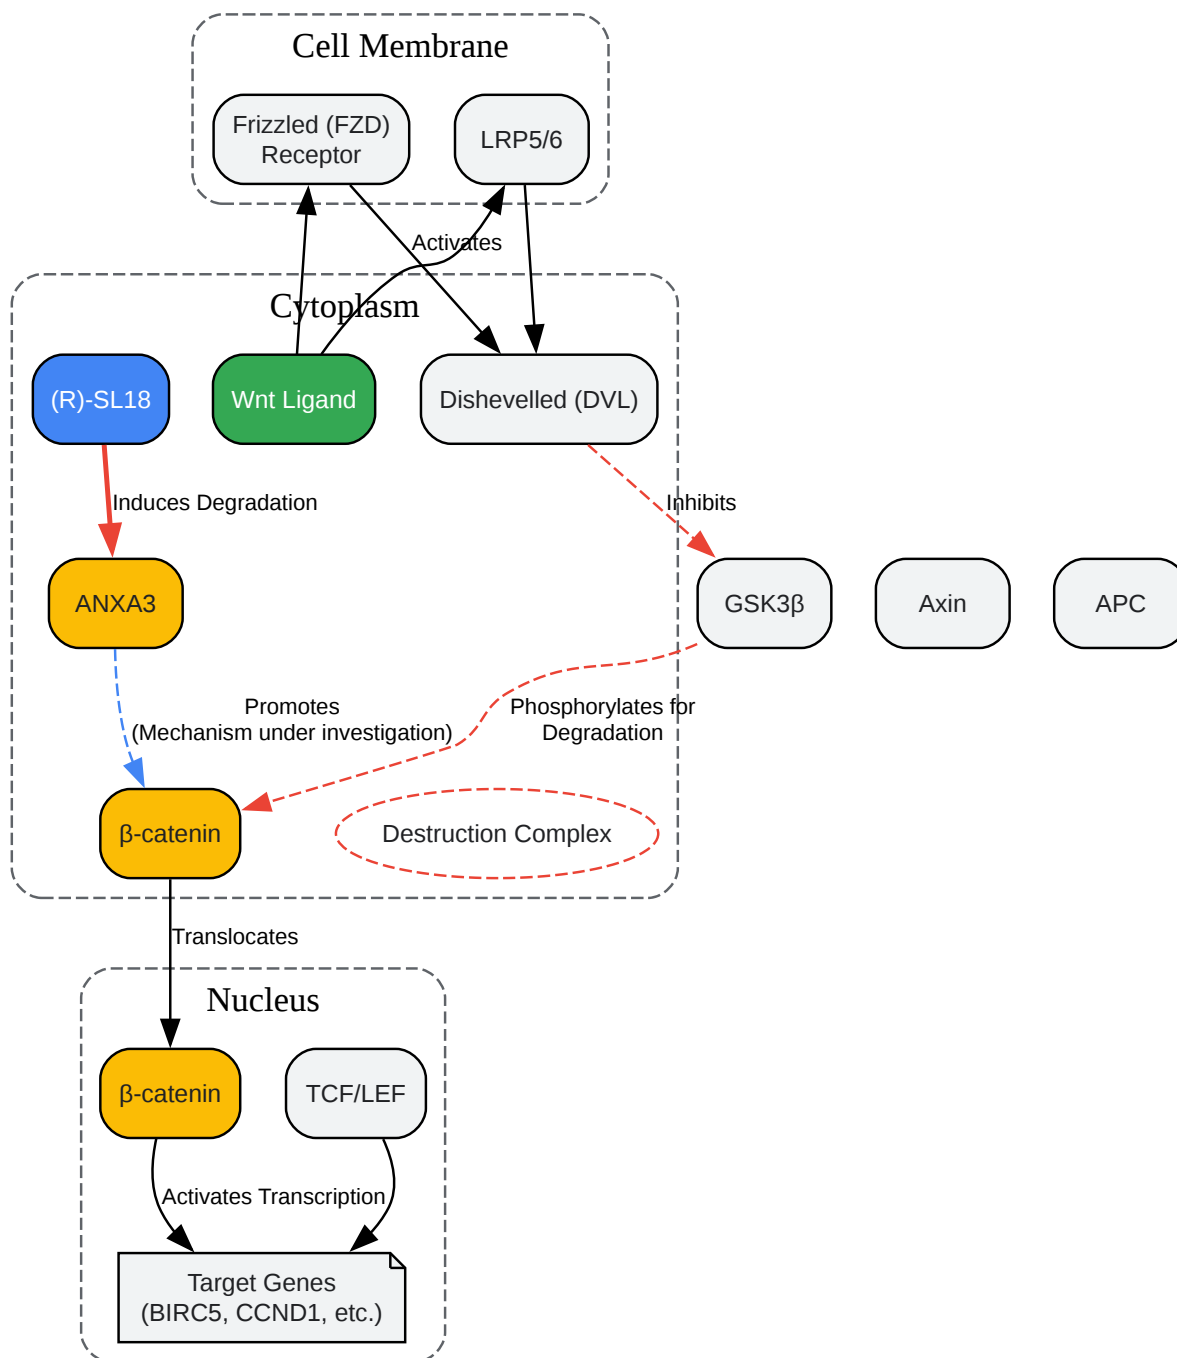 Cell Membrane
Frizzled (FZD)
Receptor
LRP5/6
Activates
Cytoplasm
(R)-SL18
Wnt Ligand
Dishevelled (DVL)
Induces Degradation
Inhibits
ANXA3
GSK3β
Axin
APC
Promotes
(Mechanism under investigation)
Phosphorylates for
Degradation
β-catenin
Destruction Complex
Translocates
Nucleus
β-catenin
TCF/LEF
Activates Transcription
Target Genes
(BIRC5, CCND1, etc.)